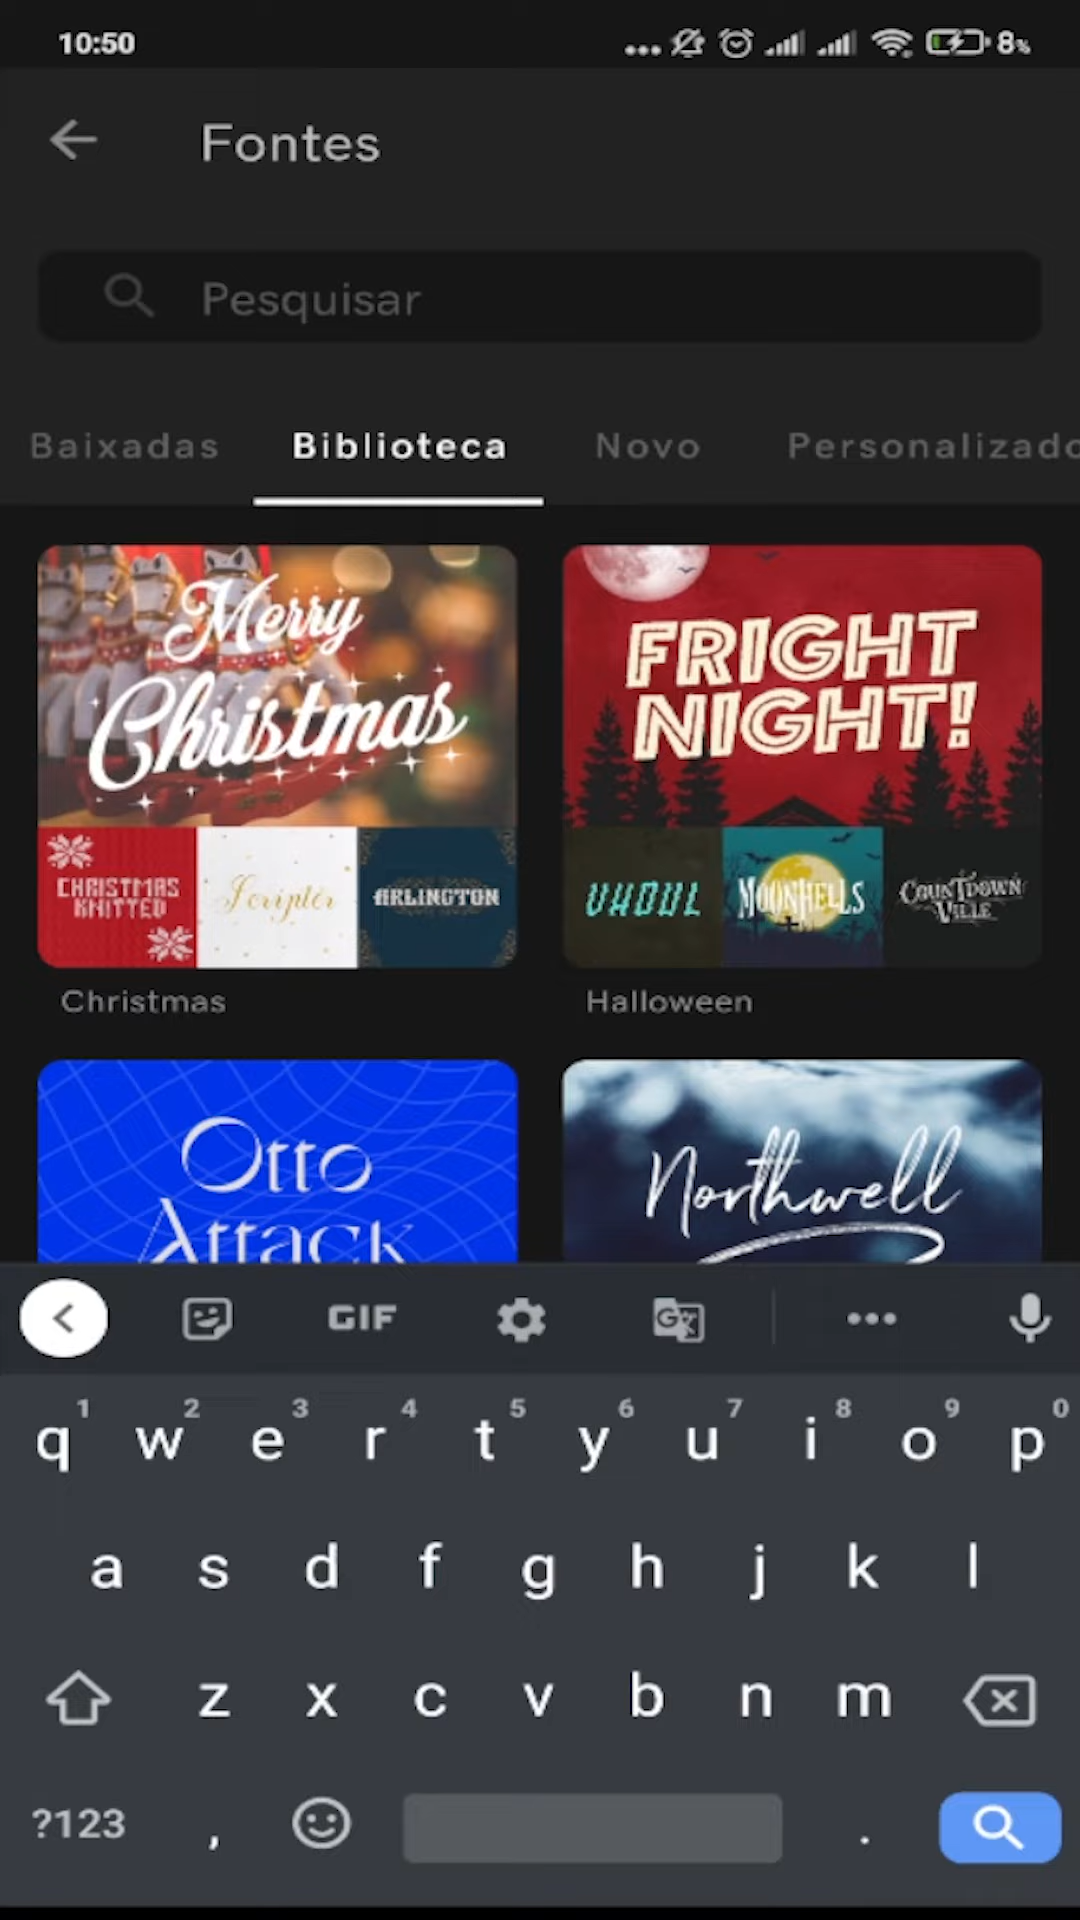 10:50
8%
Fontes
Pesquisar
Baixadas Biblioteca Novo Personalizado
Merry
Christmas
CHRISTMAS
KNITTED
Scripter
ARLINGTON
FRIGHT
NIGHT!
MOONHELLS
COUNTDOWN
VILLE
Christmas
Halloween
Otto
Attack
Northwell
GIF
1 2 3 4 5 6 7 8 9 0
q w e r t y u i o p
a s d f g h j k l
z x c v b n m
?123 , .